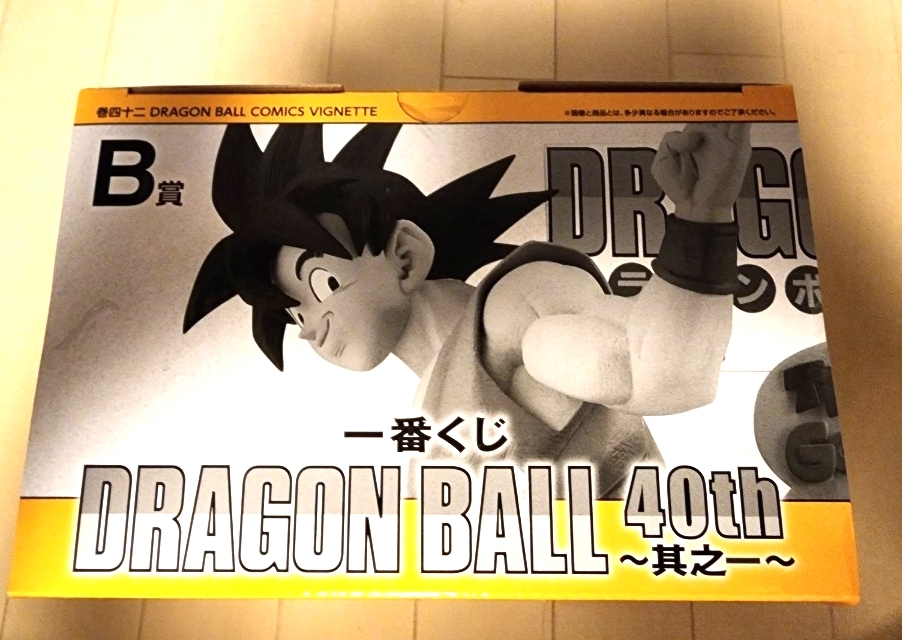 巻四十二 DRAGON BALL COMICS VIGNETTE
※画像と商品とは、多少異なる場合がありますのでご了承ください。
B賞
DRAGO
一番くじ
DRAGON BALL 40th
～其之一～